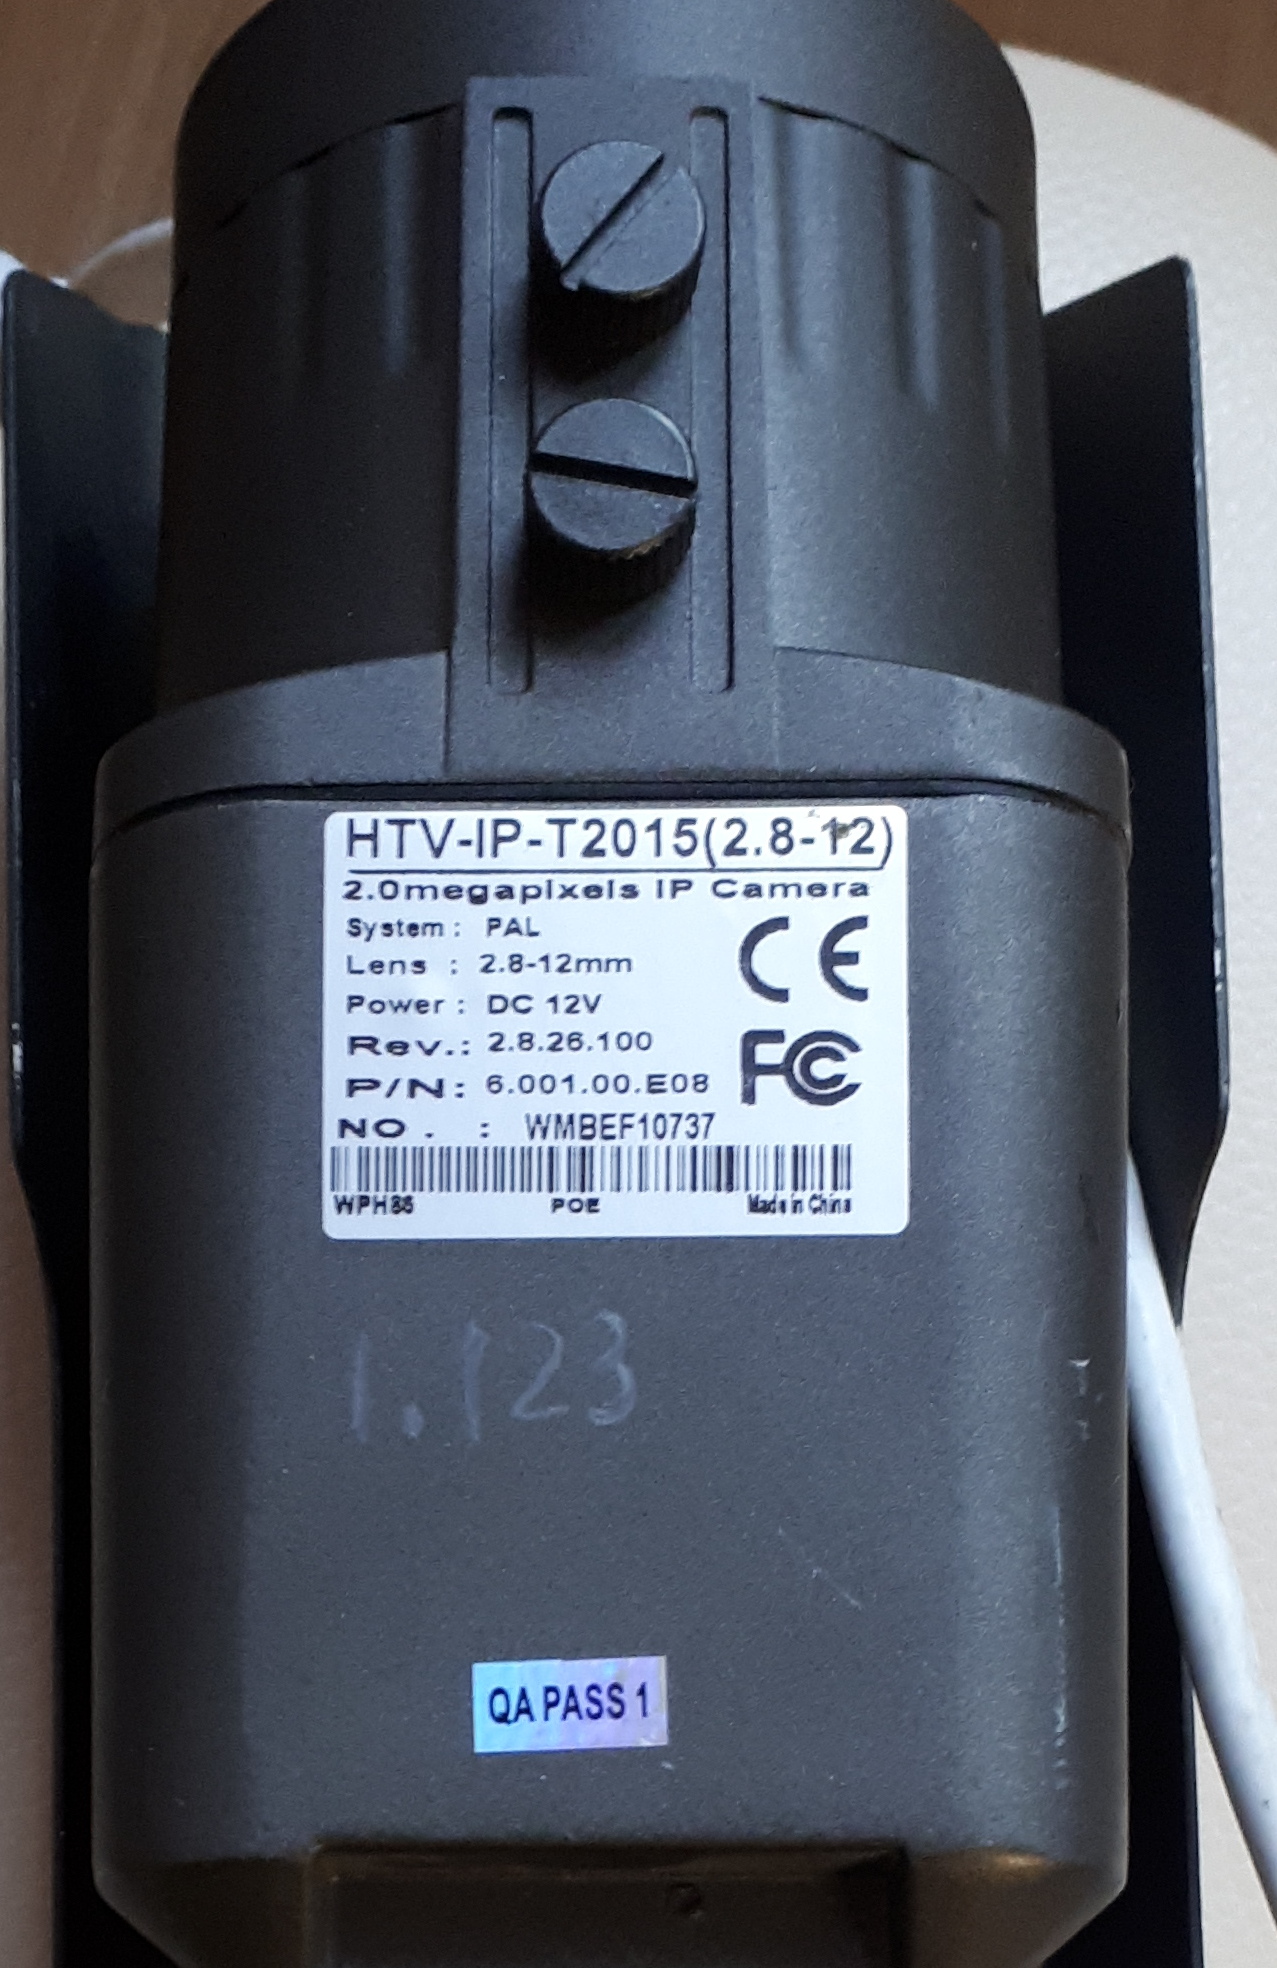 HTV-IP-T2015(2.8-12)
2.0megapixels IP Camera
System : PAL
Lens : 2.8-12mm
Power : DC 12V
Rev.: 2.8.26.100
P/N: 6.001.00.E08
NO. : WMBEF10737
CE
FC
WPH86 POE Made in China
1.123
QA PASS 1